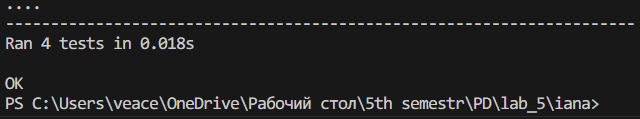 ....
----------------------------------------------------------------------
Ran 4 tests in 0.018s
OK
PS C:\Users\veace\OneDrive\Рабочий стол\5th semestr\PD\lab_5\iana>